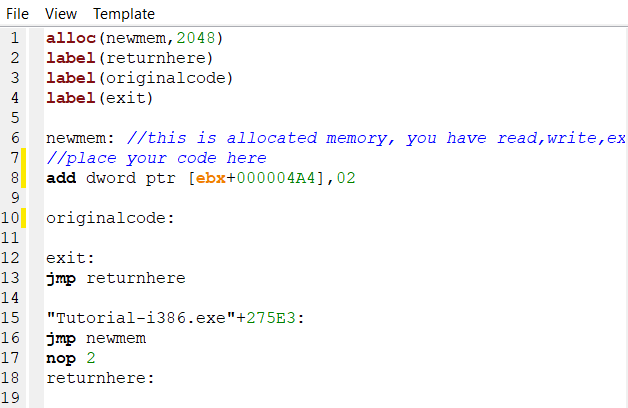 File View Template
1 alloc(newmem,2048)
2 label(returnhere)
3 label(originalcode)
4 label(exit)
5
6 newmem: //this is allocated memory, you have read,write,ex
7 //place your code here
8 add dword ptr [ebx+000004A4],02
9
10 originalcode:
11
12 exit:
13 jmp returnhere
14
15 "Tutorial-i386.exe"+275E3:
16 jmp newmem
17 nop 2
18 returnhere:
19